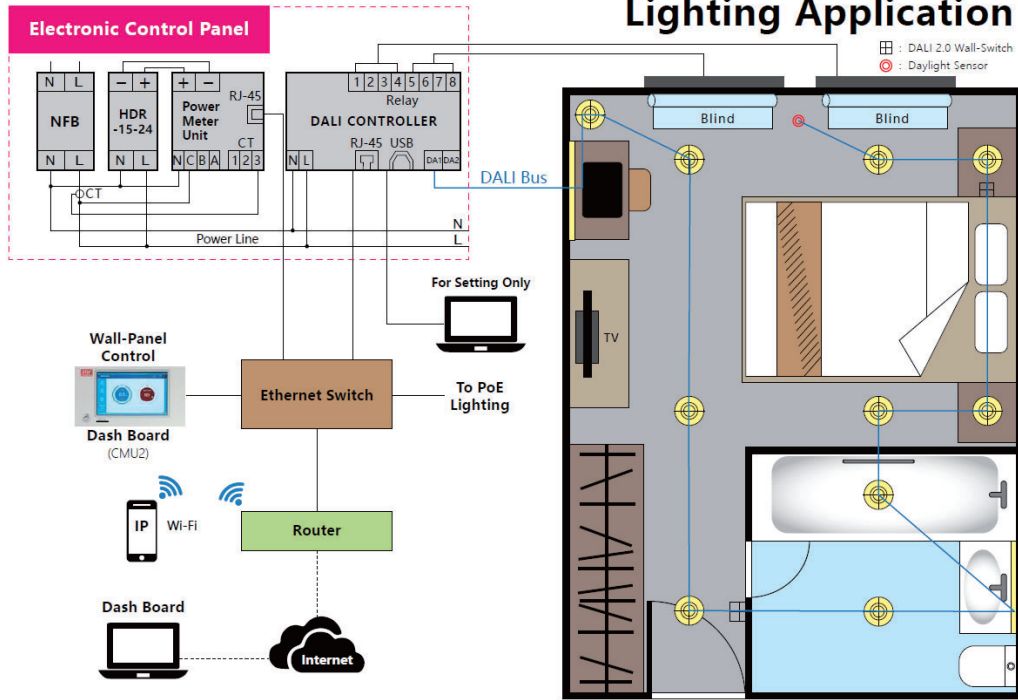 Lighting Application
: DALI 2.0 Wall-Switch
: Daylight Sensor
Electronic Control Panel
N L
NFB
N L
− +
HDR
-15-24
N L
+ −
Power
Meter
Unit
RJ-45
CT
N C B A 1 2 3
1 2 3 4 5 6 7 8
Relay
DALI CONTROLLER
RJ-45 USB
N L
DA1 DA2
CT
DALI Bus
N
Power Line
L
Blind
Blind
TV
For Setting Only
Wall-Panel
Control
Dash Board
(CMU2)
Ethernet Switch
To PoE
Lighting
IP
Wi-Fi
Router
Dash Board
Internet